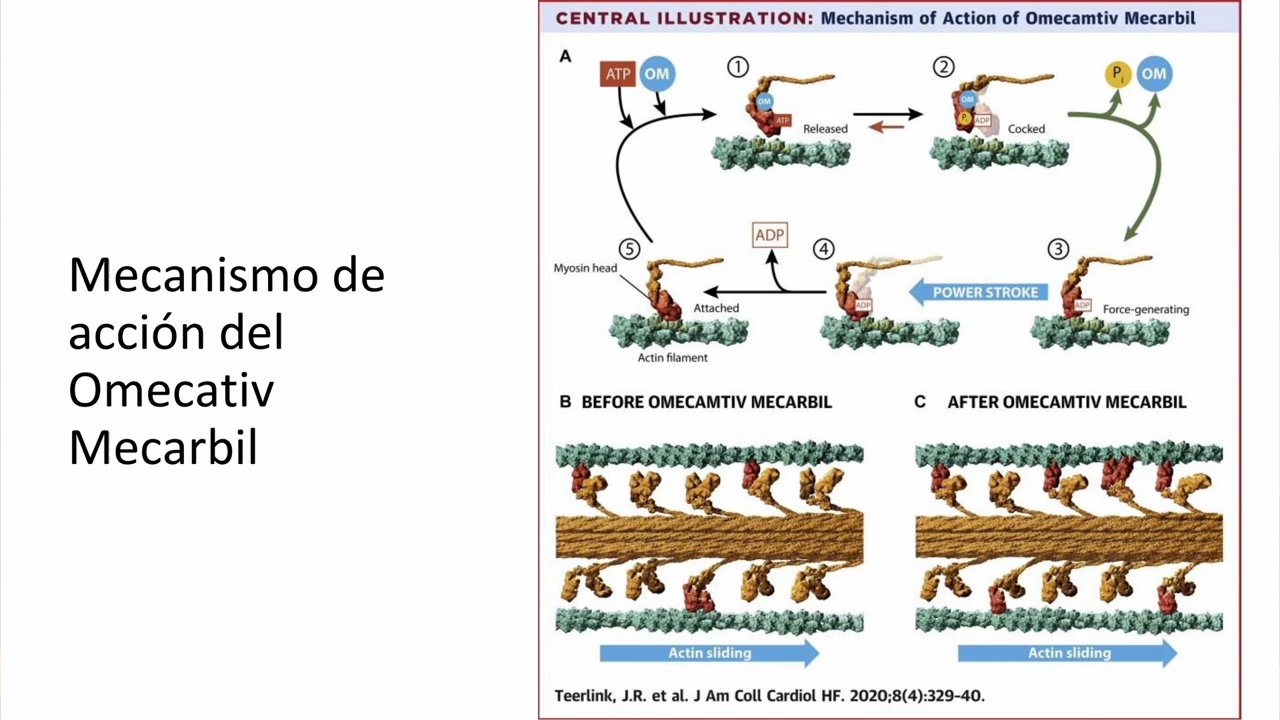 Mecanismo de
acción del
Omecativ
Mecarbil
CENTRAL ILLUSTRATION: Mechanism of Action of Omecamtiv Mecarbil
A
ATP
OM
1
OM
ATP
Released
2
OM
Pi
ADP
Cocked
Pi
OM
5
Myosin head
Attached
Actin filament
ADP
4
ADP
POWER STROKE
3
ADP
Force-generating
B BEFORE OMECAMTIV MECARBIL
C AFTER OMECAMTIV MECARBIL
Actin sliding
Actin sliding
Teerlink, J.R. et al. J Am Coll Cardiol HF. 2020;8(4):329–40.